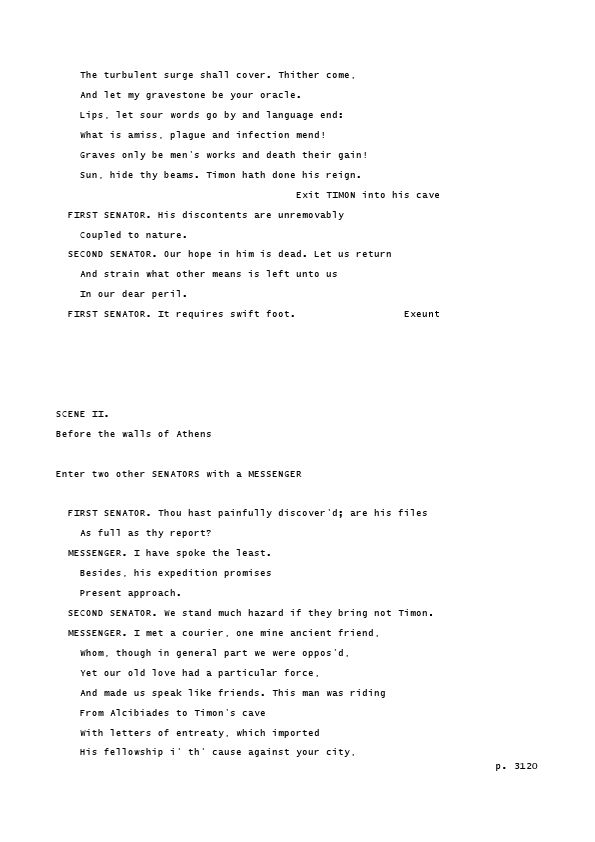 The turbulent surge shall cover. Thither come,
And let my gravestone be your oracle.
Lips, let sour words go by and language end:
What is amiss, plague and infection mend!
Graves only be men's works and death their gain!
Sun, hide thy beams. Timon hath done his reign.
Exit TIMON into his cave
FIRST SENATOR. His discontents are unremovably
Coupled to nature.
SECOND SENATOR. Our hope in him is dead. Let us return
And strain what other means is left unto us
In our dear peril.
FIRST SENATOR. It requires swift foot. Exeunt
SCENE II.
Before the walls of Athens
Enter two other SENATORS with a MESSENGER
FIRST SENATOR. Thou hast painfully discover'd; are his files
As full as thy report?
MESSENGER. I have spoke the least.
Besides, his expedition promises
Present approach.
SECOND SENATOR. We stand much hazard if they bring not Timon.
MESSENGER. I met a courier, one mine ancient friend,
Whom, though in general part we were oppos'd,
Yet our old love had a particular force,
And made us speak like friends. This man was riding
From Alcibiades to Timon's cave
With letters of entreaty, which imported
His fellowship i' th' cause against your city,
p. 3120